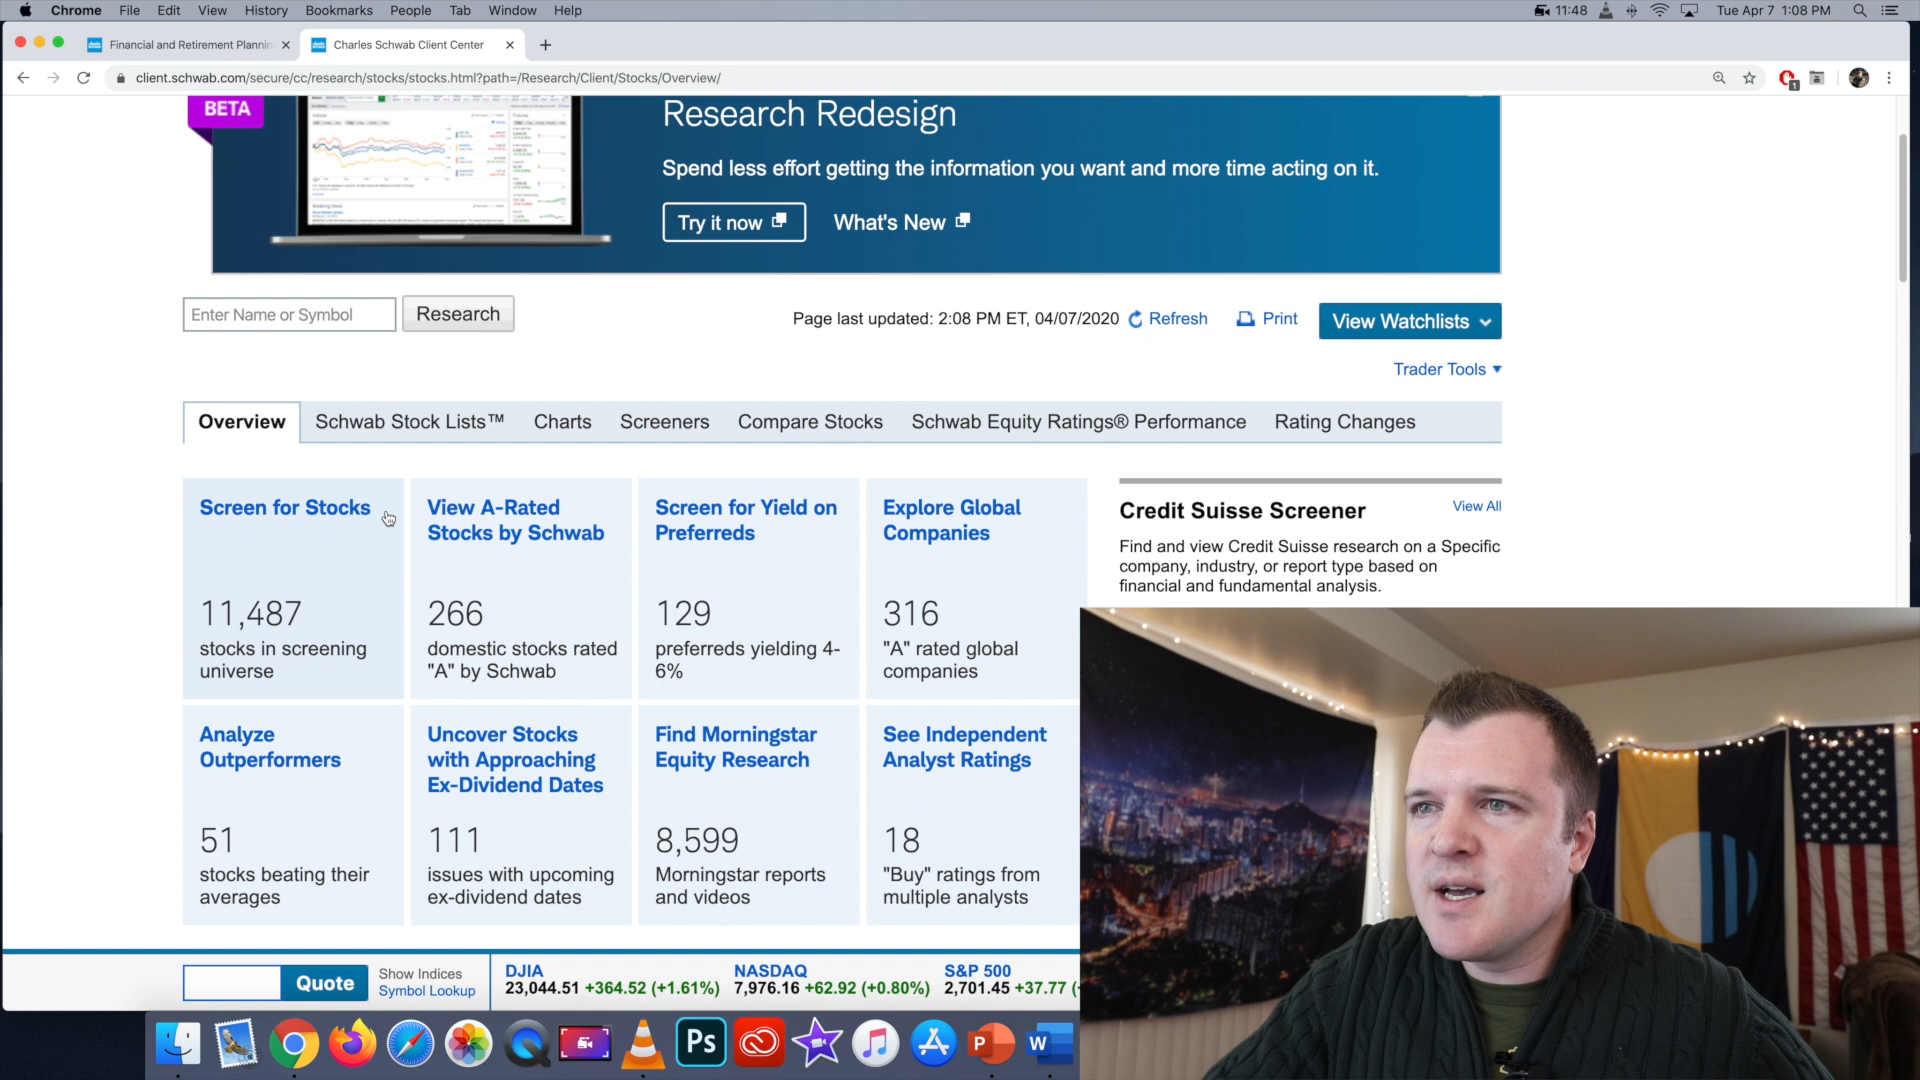 Chrome File Edit View History Bookmarks People Tab Window Help
11:48
Tue Apr 7 1:08 PM
Financial and Retirement Plannin
Charles Schwab Client Center
client.schwab.com/secure/cc/research/stocks/stocks.html?path=/Research/Client/Stocks/Overview/
1
BETA
Research Redesign
Spend less effort getting the information you want and more time acting on it.
Try it now
What's New
Enter Name or Symbol
Research
Page last updated: 2:08 PM ET, 04/07/2020
Refresh
Print
View Watchlists
Trader Tools
Overview
Schwab Stock Lists™
Charts
Screeners
Compare Stocks
Schwab Equity Ratings® Performance
Rating Changes
Screen for Stocks
11,487
stocks in screening
universe
View A-Rated
Stocks by Schwab
266
domestic stocks rated
"A" by Schwab
Screen for Yield on
Preferreds
129
preferreds yielding 4-
6%
Explore Global
Companies
316
"A" rated global
companies
Credit Suisse Screener
View All
Find and view Credit Suisse research on a Specific
company, industry, or report type based on
financial and fundamental analysis.
Analyze
Outperformers
51
stocks beating their
averages
Uncover Stocks
with Approaching
Ex-Dividend Dates
111
issues with upcoming
ex-dividend dates
Find Morningstar
Equity Research
8,599
Morningstar reports
and videos
See Independent
Analyst Ratings
18
"Buy" ratings from
multiple analysts
Quote
Show Indices
Symbol Lookup
DJIA
23,044.51 +364.52 (+1.61%)
NASDAQ
7,976.16 +62.92 (+0.80%)
S&P 500
2,701.45 +37.77 (
Ps
P
W